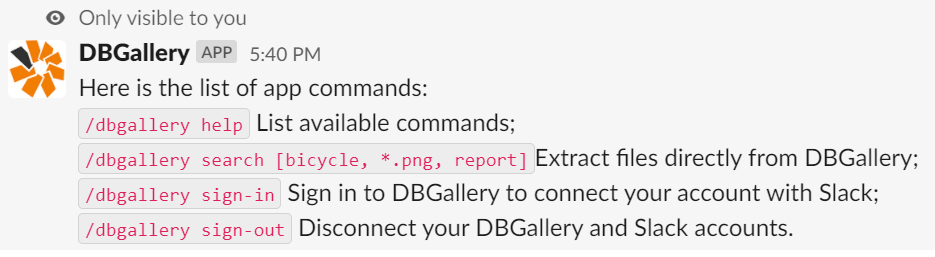 Only visible to you
DBGallery APP 5:40 PM
Here is the list of app commands:
/dbgallery help List available commands;
/dbgallery search [bicycle, *.png, report] Extract files directly from DBGallery;
/dbgallery sign-in Sign in to DBGallery to connect your account with Slack;
/dbgallery sign-out Disconnect your DBGallery and Slack accounts.